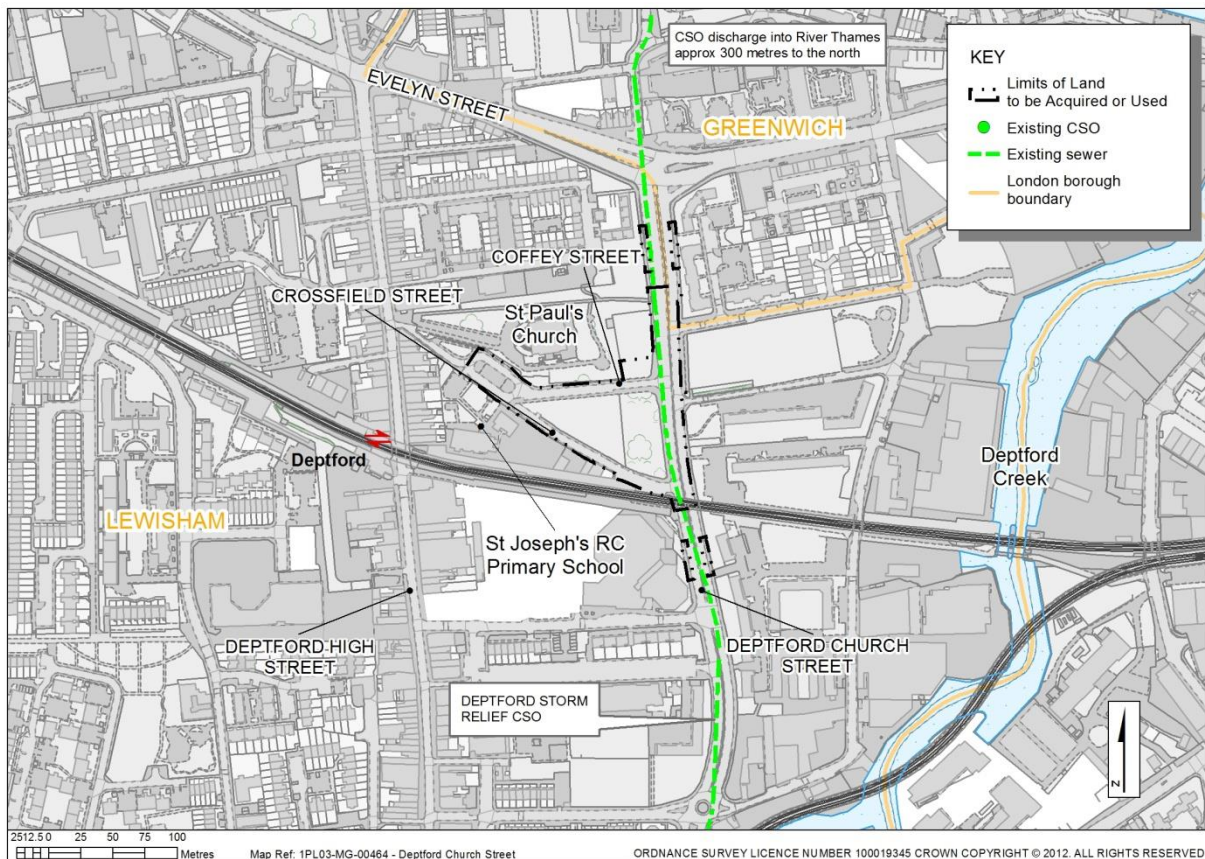 CSO discharge into River Thames
approx 300 metres to the north
KEY
Limits of Land
to be Acquired or Used
Existing CSO
Existing sewer
London borough
boundary
EVELYN STREET
GREENWICH
COFFEY STREET
CROSSFIELD STREET
St Paul's
Church
Deptford
Deptford
Creek
LEWISHAM
St Joseph's RC
Primary School
DEPTFORD HIGH
STREET
DEPTFORD CHURCH
STREET
DEPTFORD STORM
RELIEF CSO
N
2512.5 0 25 50 75 100
Metres
Map Ref: 1PL03-MG-00464 - Deptford Church Street
ORDNANCE SURVEY LICENCE NUMBER 100019345 CROWN COPYRIGHT © 2012. ALL RIGHTS RESERVED